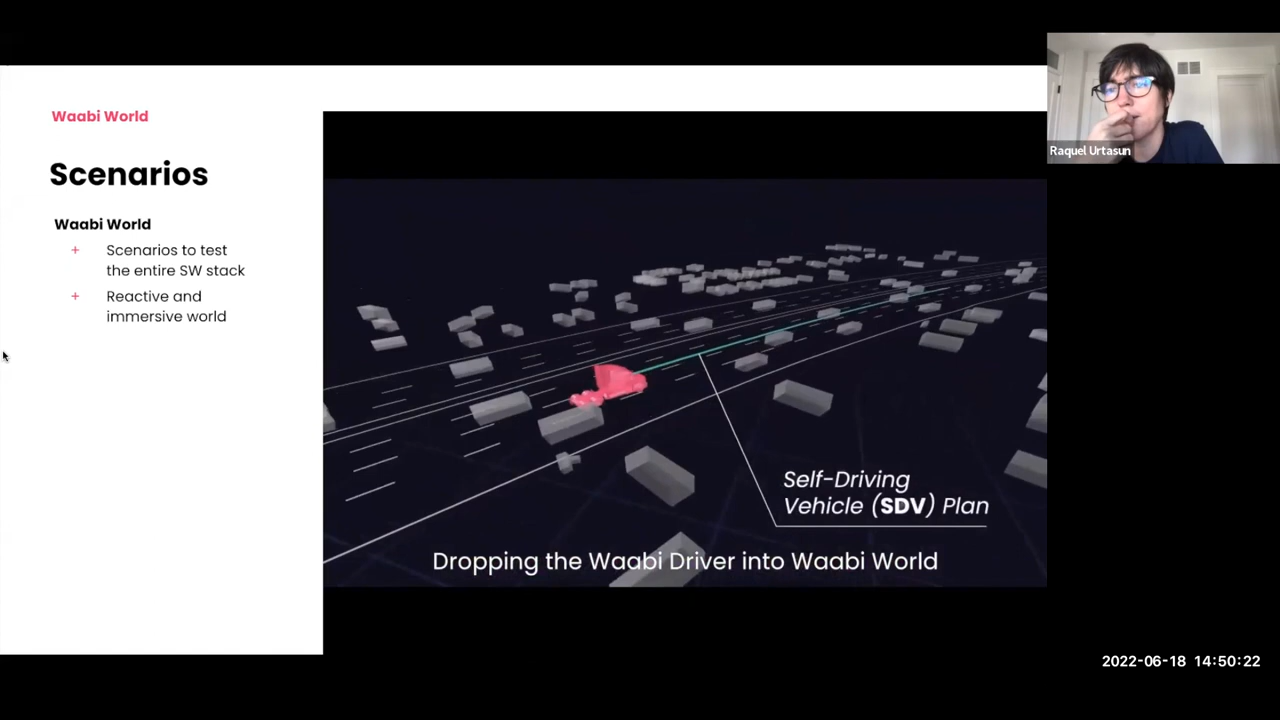 Waabi World
Scenarios
Waabi World
+ Scenarios to test
the entire SW stack
+ Reactive and
immersive world
Self-Driving
Vehicle (SDV) Plan
Dropping the Waabi Driver into Waabi World
Raquel Urtasun
2022-06-18 14:50:22